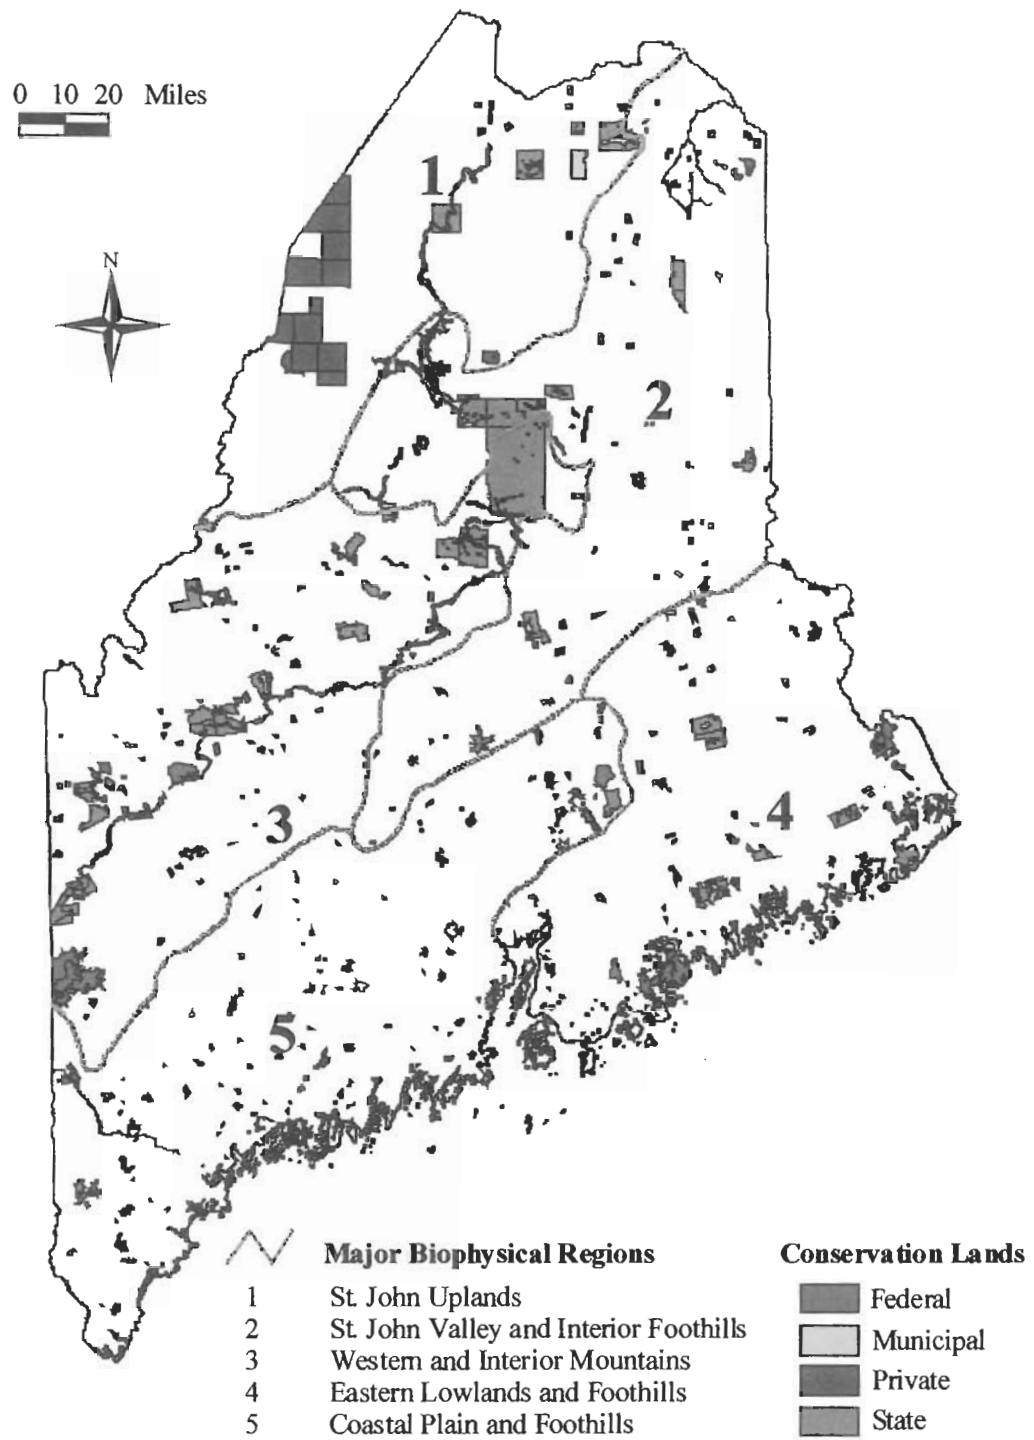 0 10 20 Miles
1
N
2
3
4
5
Major Biophysical Regions
1 St. John Uplands
2 St. John Valley and Interior Foothills
3 Western and Interior Mountains
4 Eastern Lowlands and Foothills
5 Coastal Plain and Foothills
Conservation Lands
Federal
Municipal
Private
State